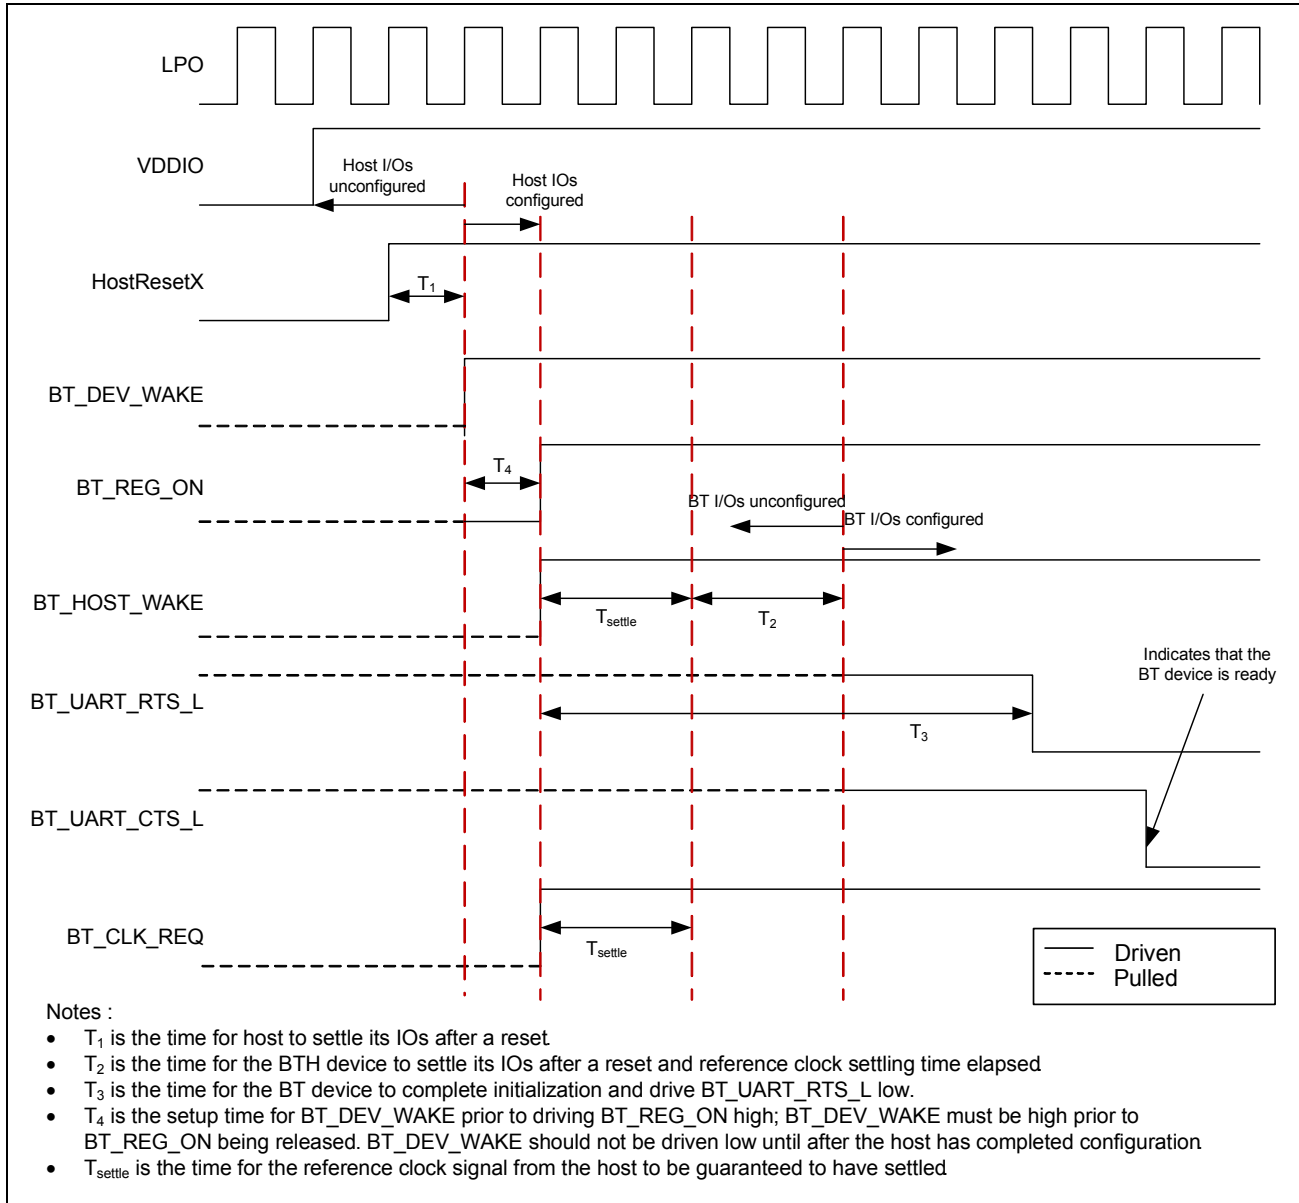 LPO
VDDIO
Host I/Os
unconfigured
Host IOs
configured
HostResetX
T1
BT_DEV_WAKE
BT_REG_ON
T4
BT I/Os unconfigured
BT I/Os configured
BT_HOST_WAKE
Tsettle
T2
Indicates that the
BT device is ready
BT_UART_RTS_L
T3
BT_UART_CTS_L
BT_CLK_REQ
Tsettle
Driven
Pulled
Notes :
• T1 is the time for host to settle its IOs after a reset.
• T2 is the time for the BTH device to settle its IOs after a reset and reference clock settling time elapsed.
• T3 is the time for the BT device to complete initialization and drive BT_UART_RTS_L low.
• T4 is the setup time for BT_DEV_WAKE prior to driving BT_REG_ON high; BT_DEV_WAKE must be high prior to
BT_REG_ON being released. BT_DEV_WAKE should not be driven low until after the host has completed configuration.
• Tsettle is the time for the reference clock signal from the host to be guaranteed to have settled.